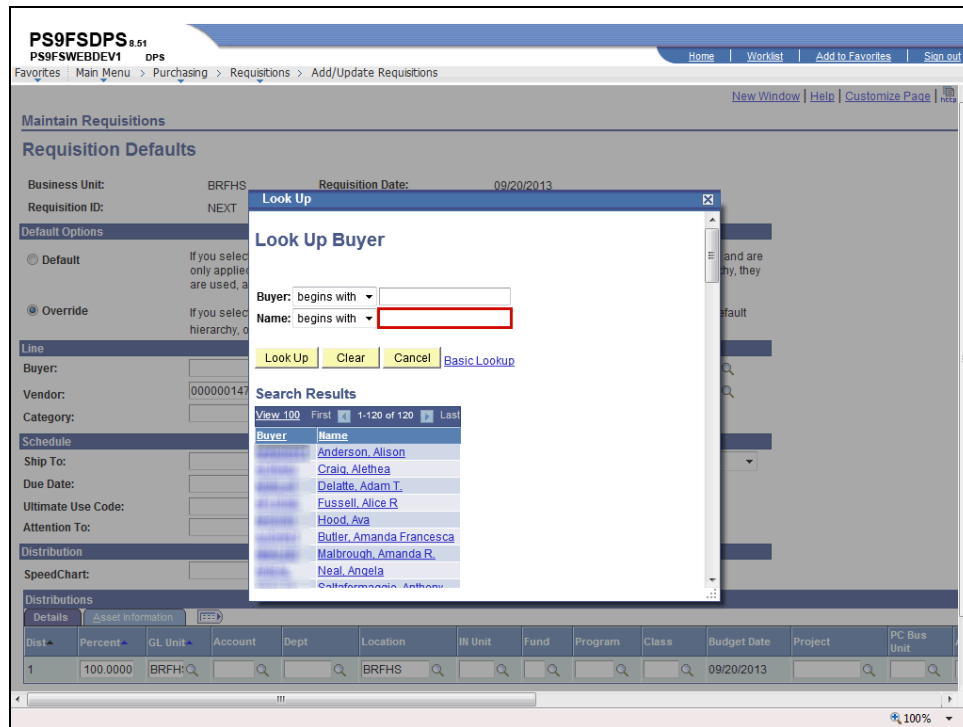 PS9FSDPS 8.51
PS9FSWEBDEV1 DPS
Home | Worklist | Add to Favorites | Sign out
Favorites Main Menu > Purchasing > Requisitions > Add/Update Requisitions
New Window | Help | Customize Page | http
Maintain Requisitions
Requisition Defaults
Business Unit: BRFHS Requisition Date: 09/20/2013
Requisition ID: NEXT
Look Up
Look Up Buyer
Buyer: begins with
Name: begins with
Look Up Clear Cancel Basic Lookup
Search Results
View 100 First 1-120 of 120 Last
Buyer Name
Anderson, Alison
Craig, Alethea
Delatte, Adam T.
Fussell, Alice R
Hood, Ava
Butler, Amanda Francesca
Malbrough, Amanda R.
Neal, Angela
Saltaformaggio, Anthony
Default Options
Default If you selec and are
only applie hy, they
are used, a
Override If you selec efault
hierarchy, o
Line
Buyer:
Vendor: 000000147
Category:
Schedule
Ship To:
Due Date:
Ultimate Use Code:
Attention To:
Distribution
SpeedChart:
Distributions
Details Asset Information
Dist Percent GL Unit Account Dept Location IN Unit Fund Program Class Budget Date Project PC Bus Unit
1 100.0000 BRFHS BRFHS 09/20/2013
100%